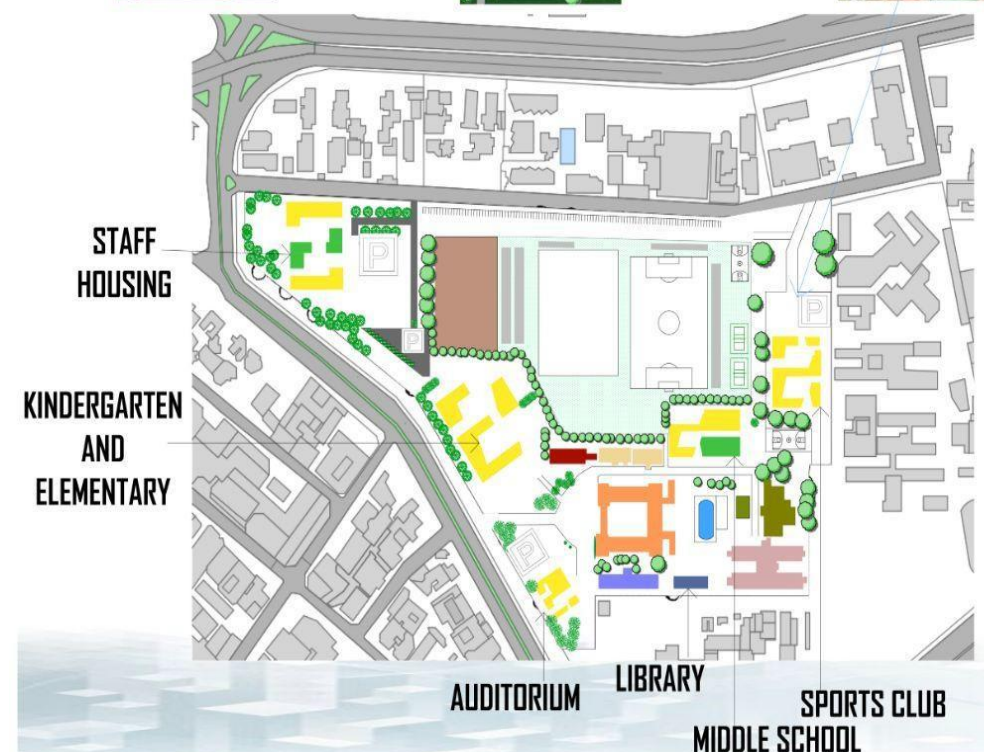 STAFF
HOUSING
P
P
P
KINDERGARTEN
AND
ELEMENTARY
P
AUDITORIUM
LIBRARY
SPORTS CLUB
MIDDLE SCHOOL